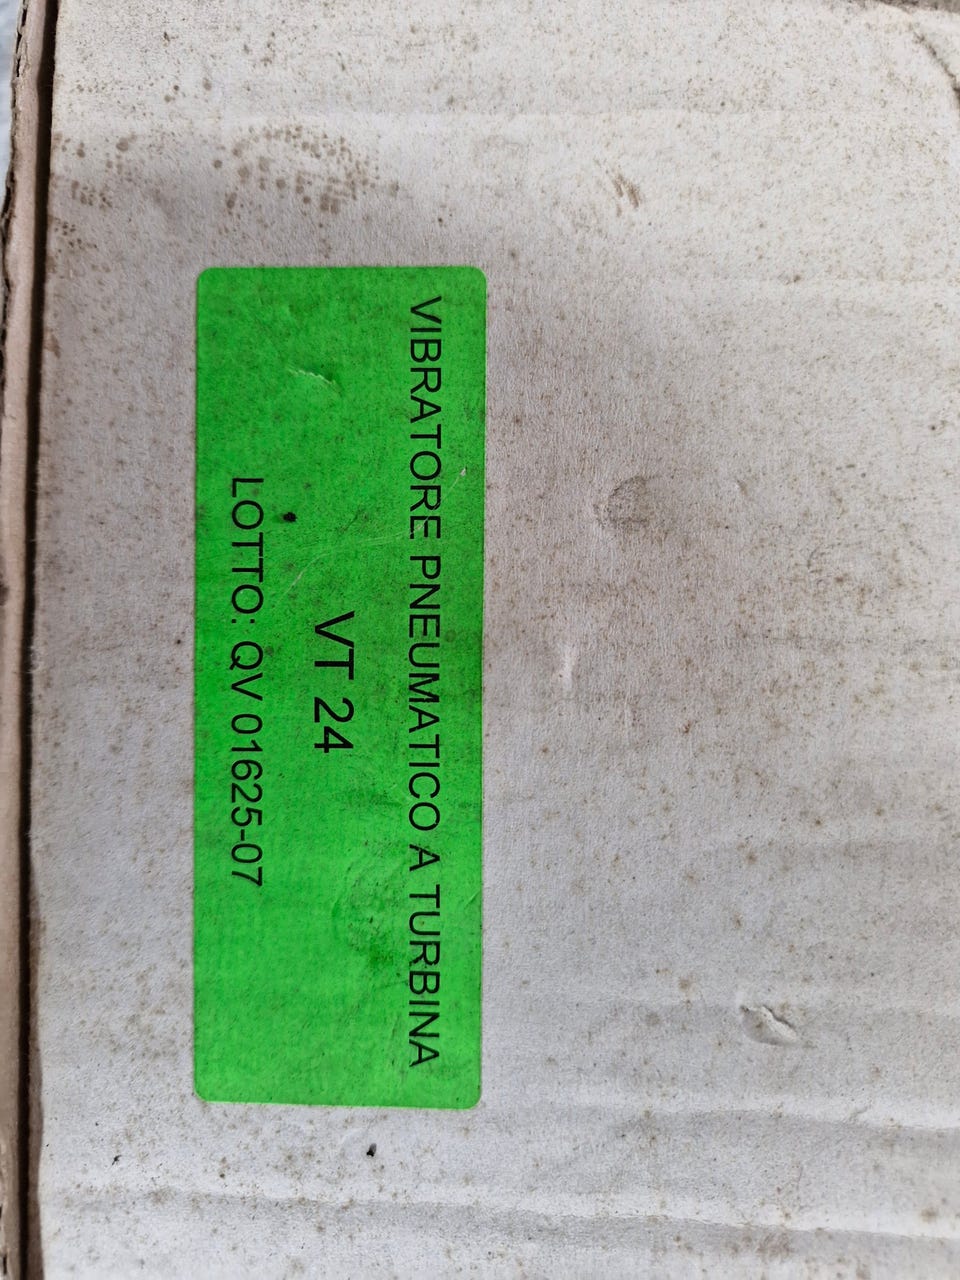 VIBRATORE PNEUMATICO A TURBINA
VT 24
LOTTO: QV 01625-07